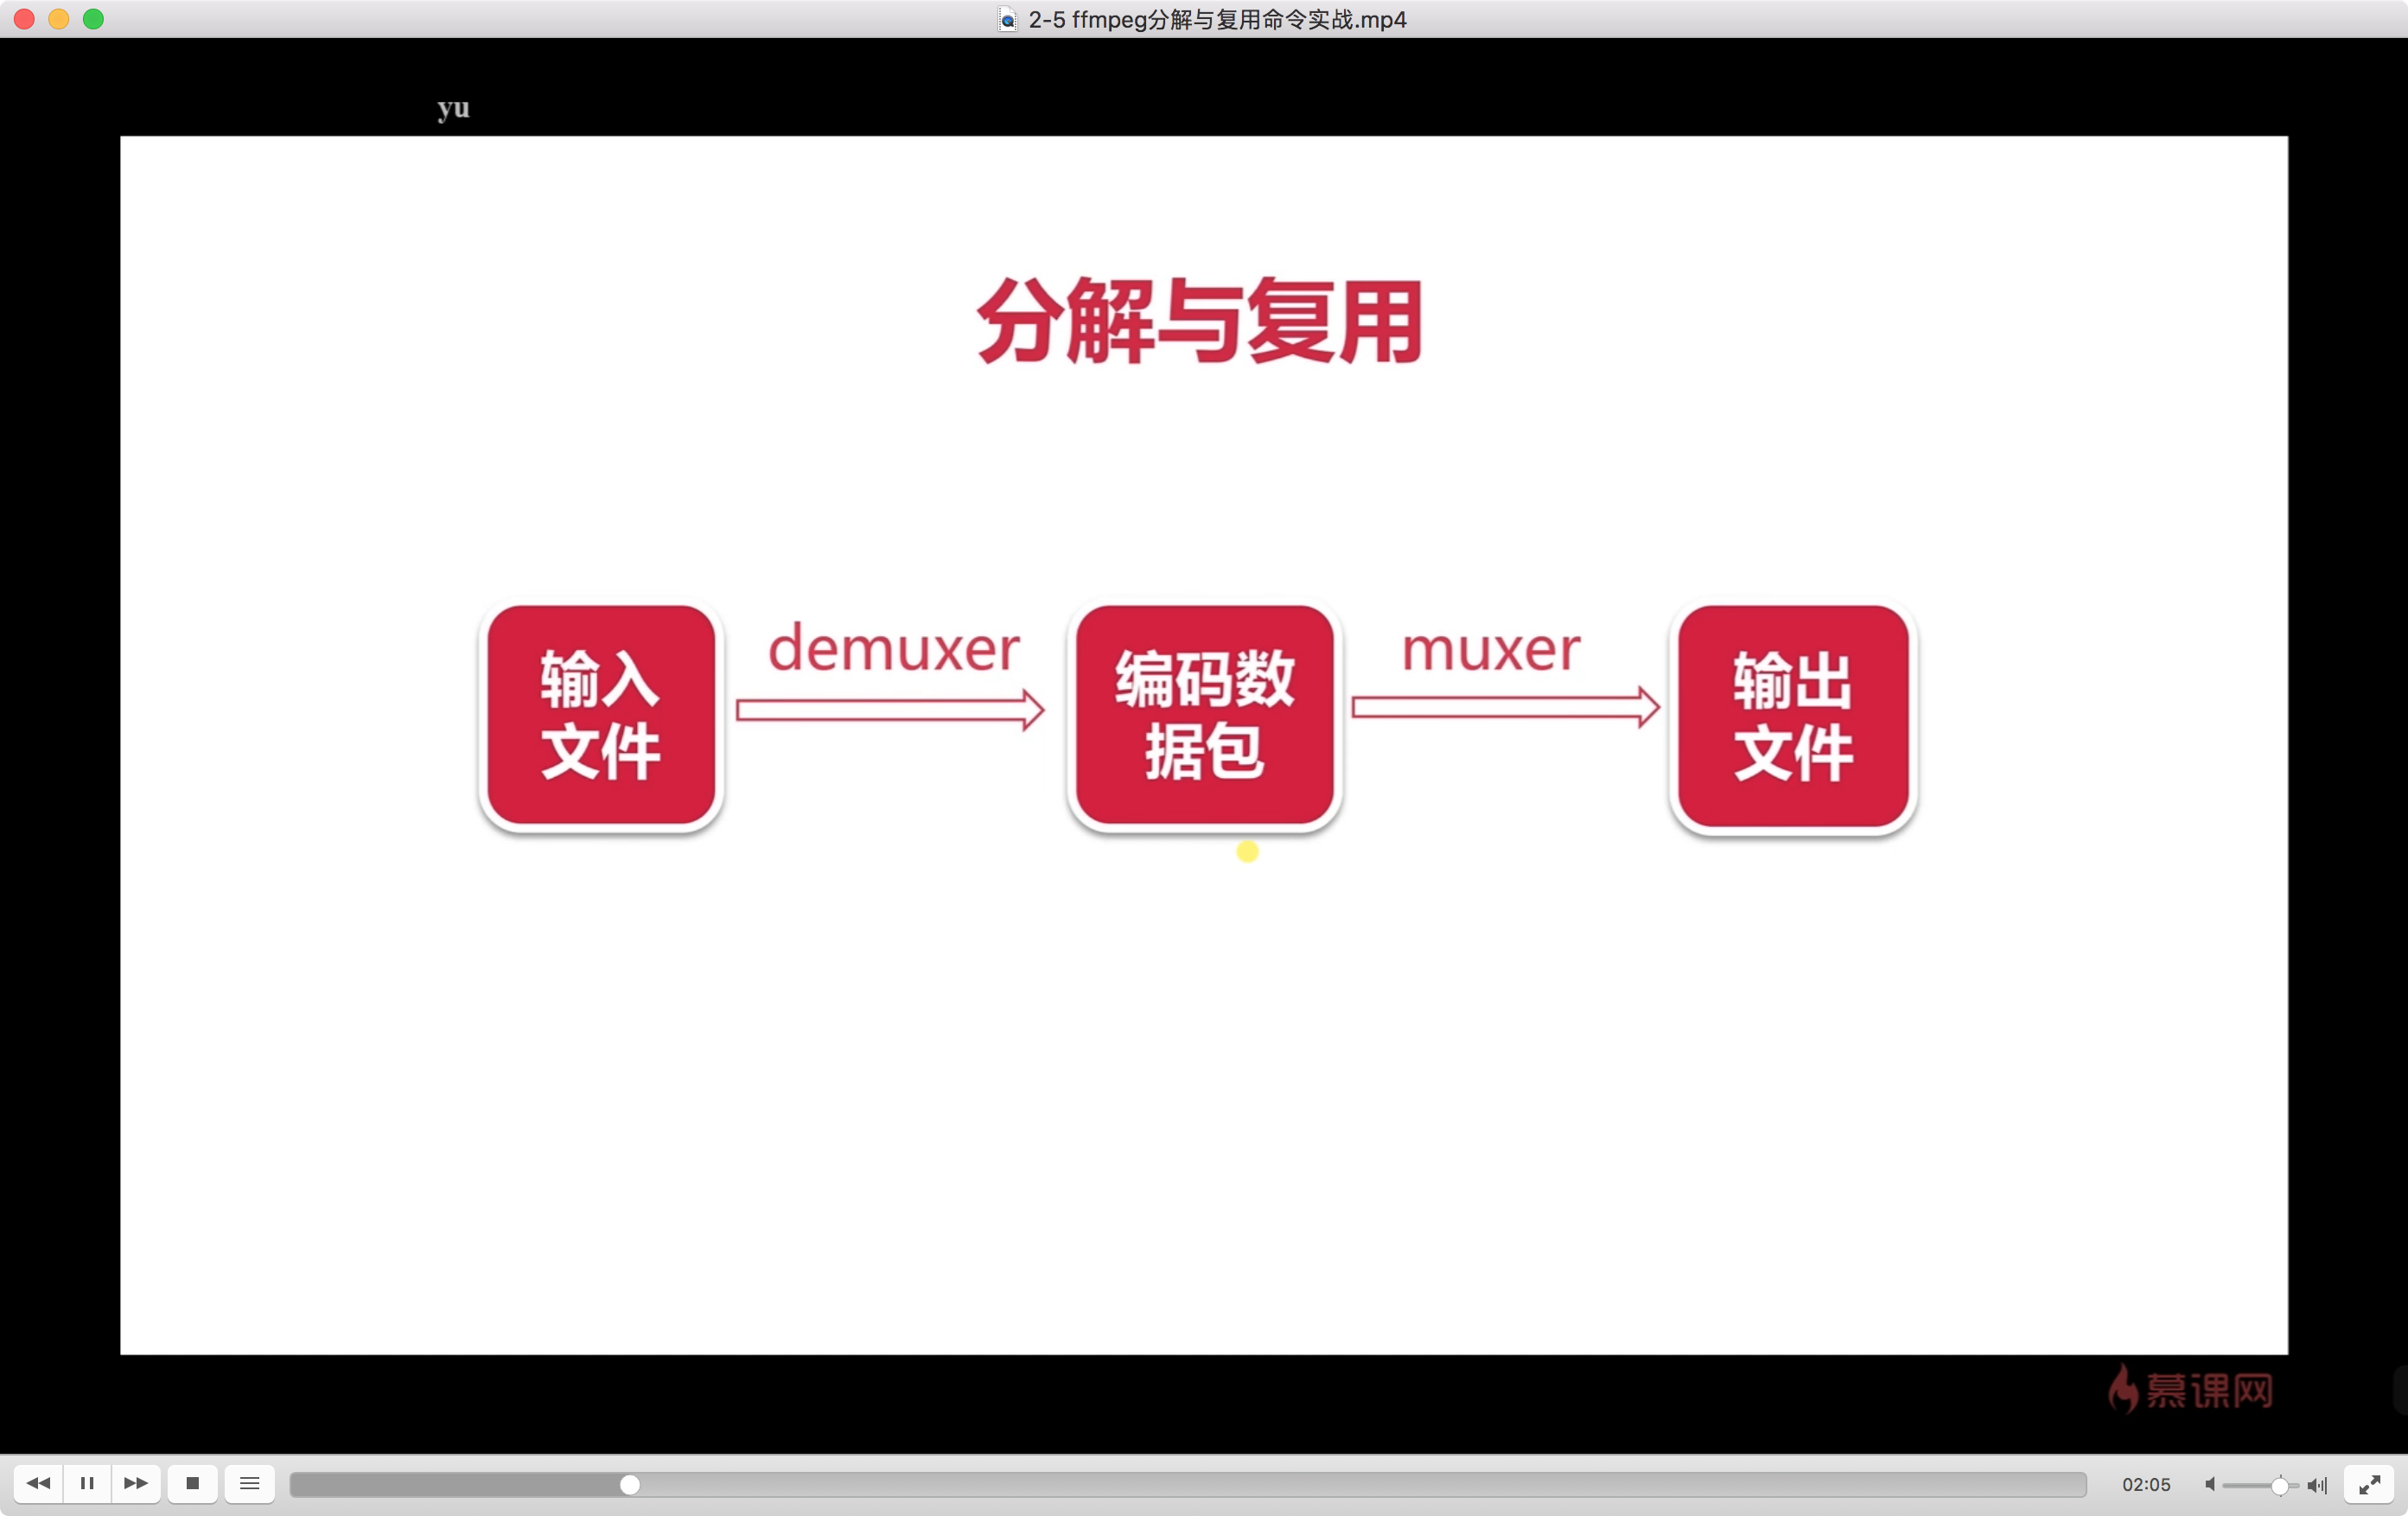 2-5 ffmpeg分解与复用命令实战.mp4
yu
分解与复用
输入
文件
demuxer
编码数
据包
muxer
输出
文件
慕课网
02:05